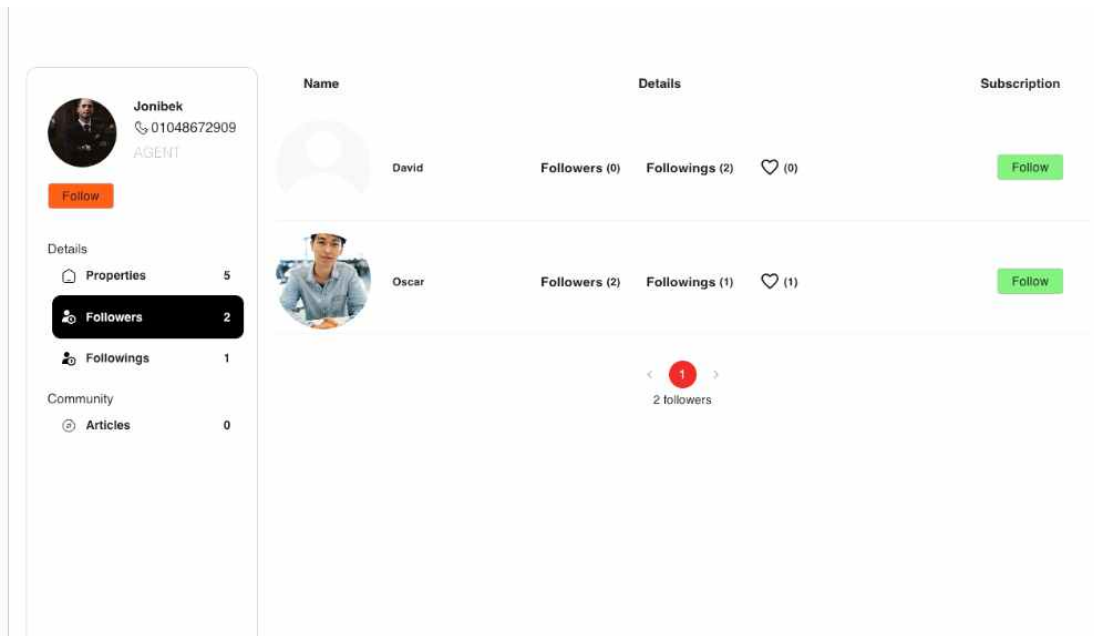 Jonibek
01048672909
AGENT
Follow
Details
Properties 5
Followers 2
Followings 1
Community
Articles 0
Name Details Subscription
David Followers (0) Followings (2) (0) Follow
Oscar Followers (2) Followings (1) (1) Follow
< 1 >
2 followers